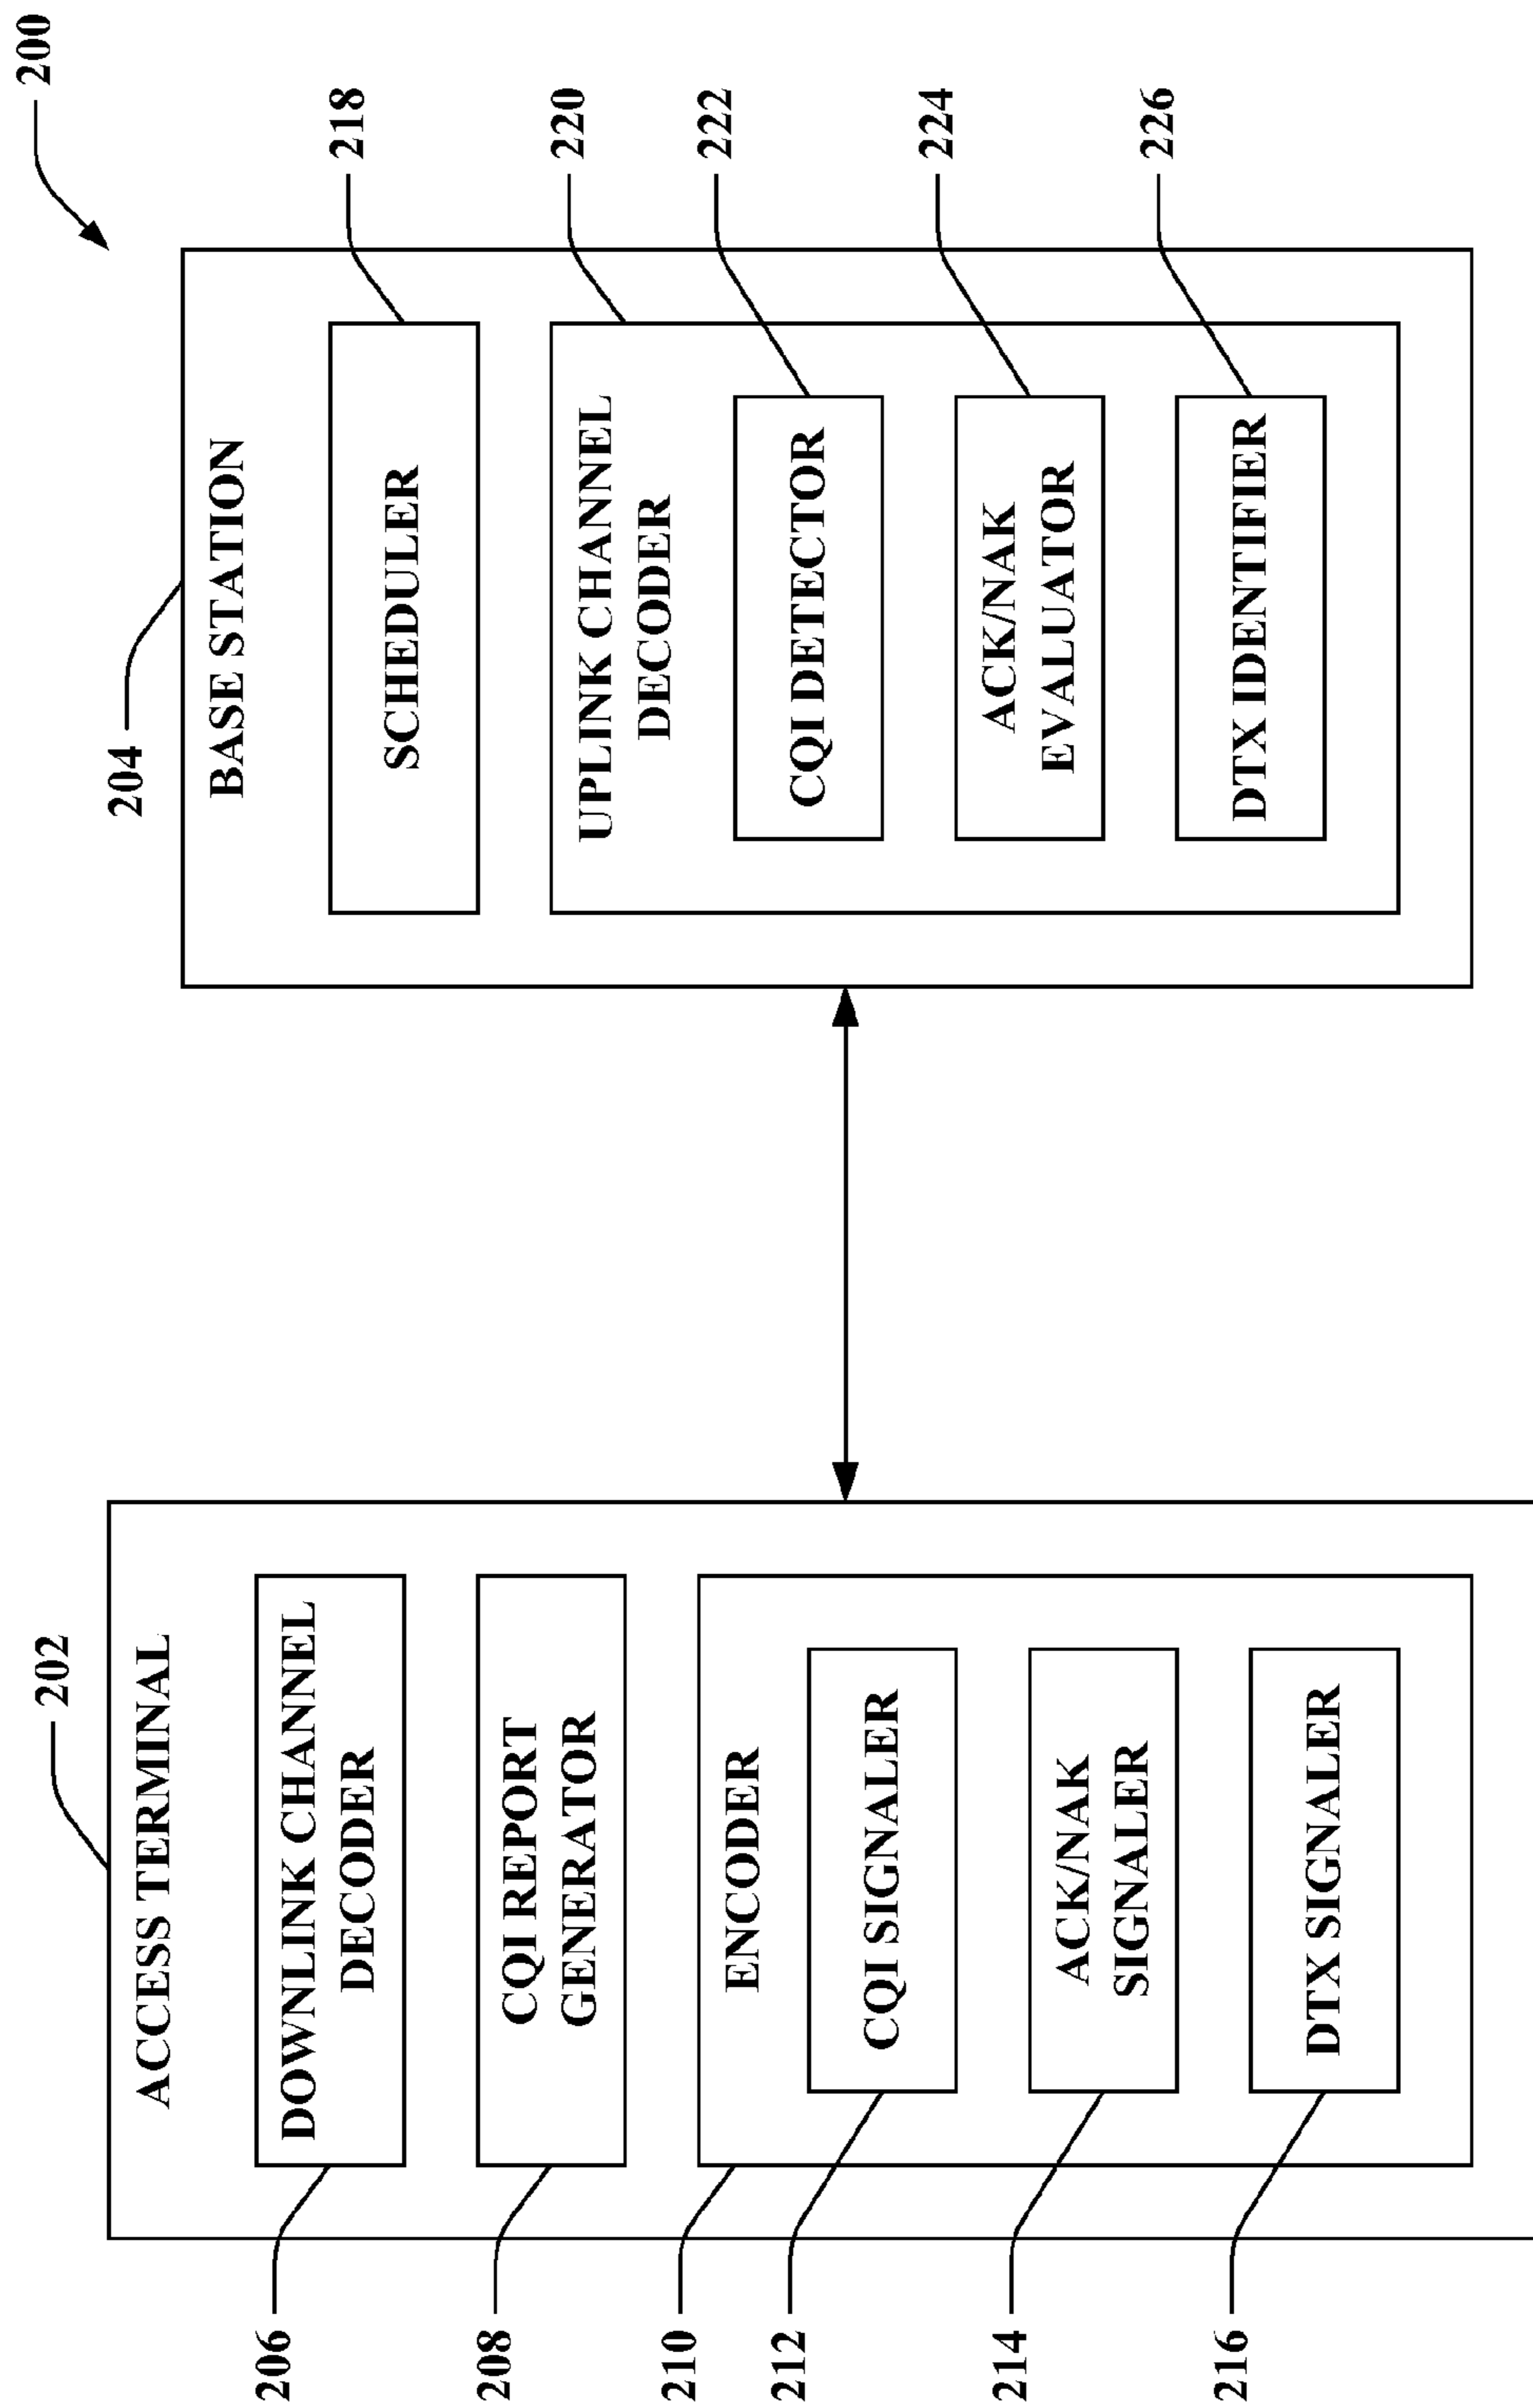 200
202
ACCESS TERMINAL
206
DOWNLINK CHANNEL
DECODER
208
CQI REPORT
GENERATOR
210
ENCODER
212
CQI SIGNALER
214
ACK/NAK
SIGNALER
216
DTX SIGNALER
204
BASE STATION
SCHEDULER
218
UPLINK CHANNEL
DECODER
220
CQI DETECTOR
222
ACK/NAK
EVALUATOR
224
DTX IDENTIFIER
226